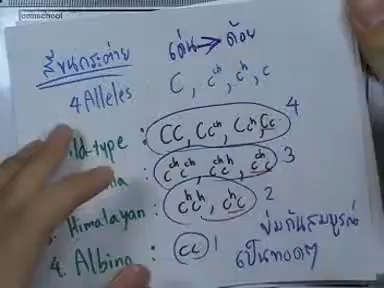 สีขนกระต่าย เด่น → ด้อย
4 Alleles C, cᶜʰ, cʰ, c
ld-type : CC, Ccᶜʰ, Ccʰ, Cc 4
: cᶜʰcᶜʰ, cᶜʰcʰ, cᶜʰc 3
Himalayan : cʰcʰ, cʰc 2
4. Albino : cc 1 ข่มกันสมบูรณ์
เป็นทอดๆ